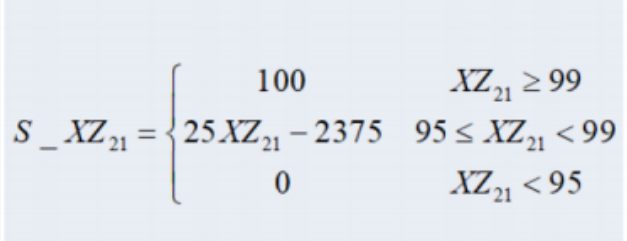 100 XZ₂₁ ≥ 99
S _ XZ₂₁ = { 25XZ₂₁ − 2375 95 ≤ XZ₂₁ < 99
0 XZ₂₁ < 95